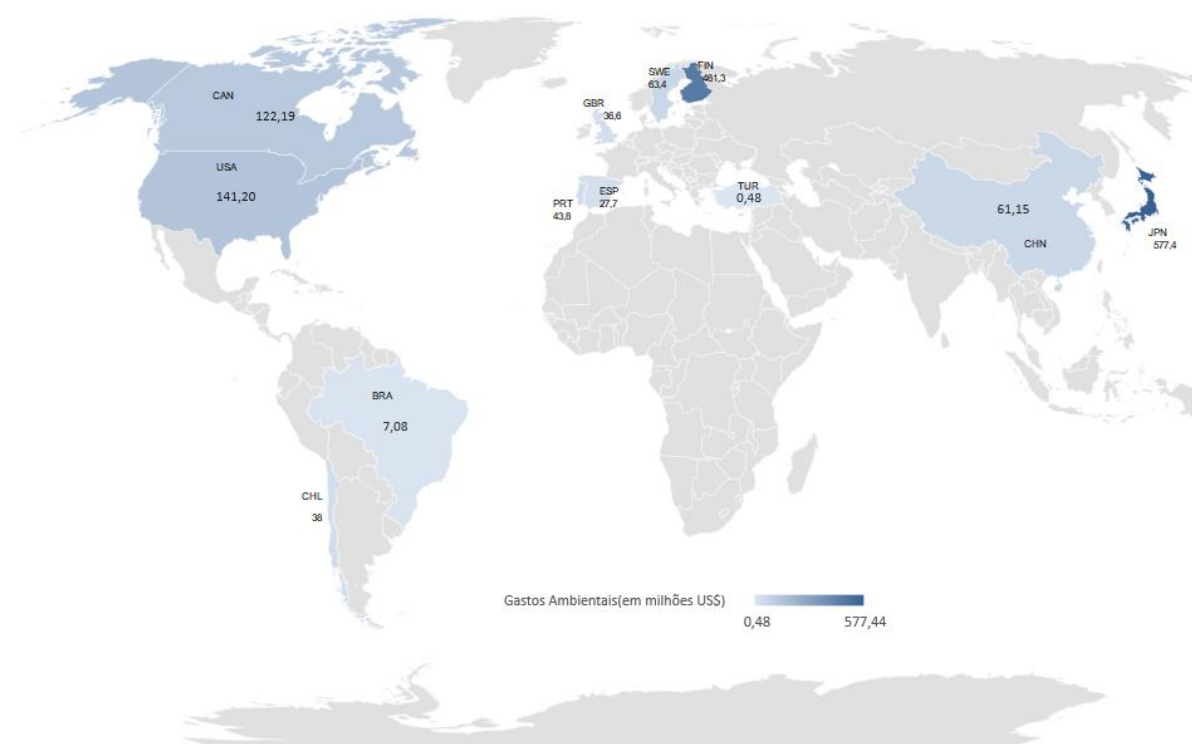 CAN
122,19
USA
141,20
SWE
63,4
FIN
461,3
GBR
36,6
PRT
43,8
ESP
27,7
TUR
0,48
61,15
CHN
JPN
577,4
BRA
7,08
CHL
38
Gastos Ambientais(em milhões US$)
0,48
577,44